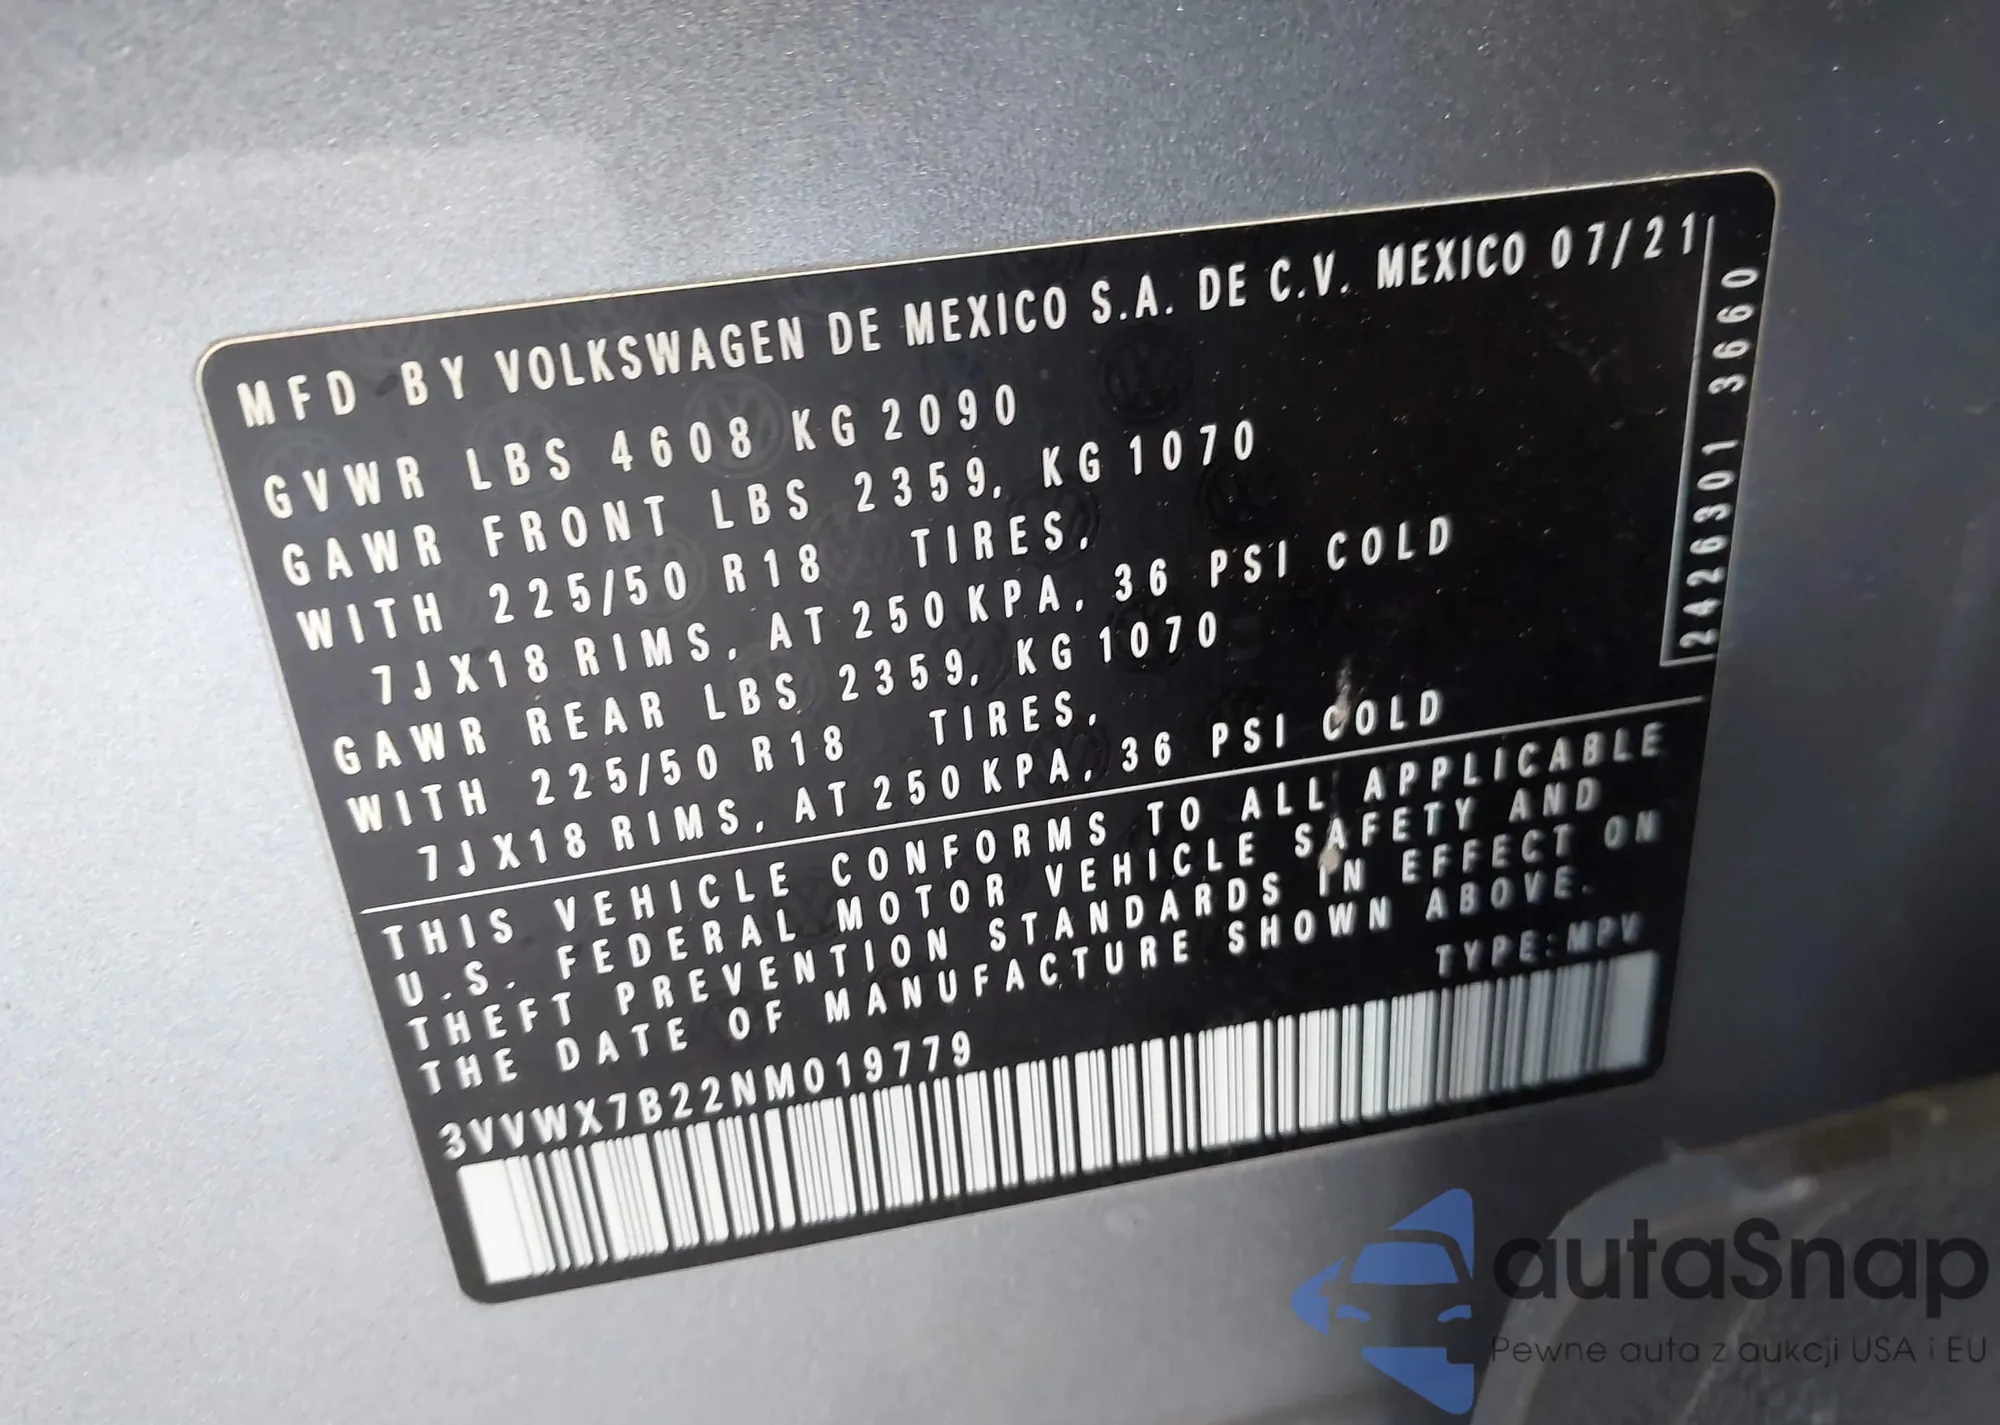 MFD BY VOLKSWAGEN DE MEXICO S.A. DE C.V. MEXICO 07/21
GVWR LBS 4608 KG 2090
GAWR FRONT LBS 2359, KG 1070
WITH 225/50 R18 TIRES,
7JX18 RIMS, AT 250 KPA, 36 PSI COLD
GAWR REAR LBS 2359, KG 1070
WITH 225/50 R18 TIRES,
7JX18 RIMS, AT 250 KPA, 36 PSI COLD
2426301 3660
THIS VEHICLE CONFORMS TO ALL APPLICABLE
U.S. FEDERAL MOTOR VEHICLE SAFETY AND
THEFT PREVENTION STANDARDS IN EFFECT ON
THE DATE OF MANUFACTURE SHOWN ABOVE.
TYPE: MPV
3VVWX7B22NM019779
autaSnap
Pewne auta z aukcji USA i EU